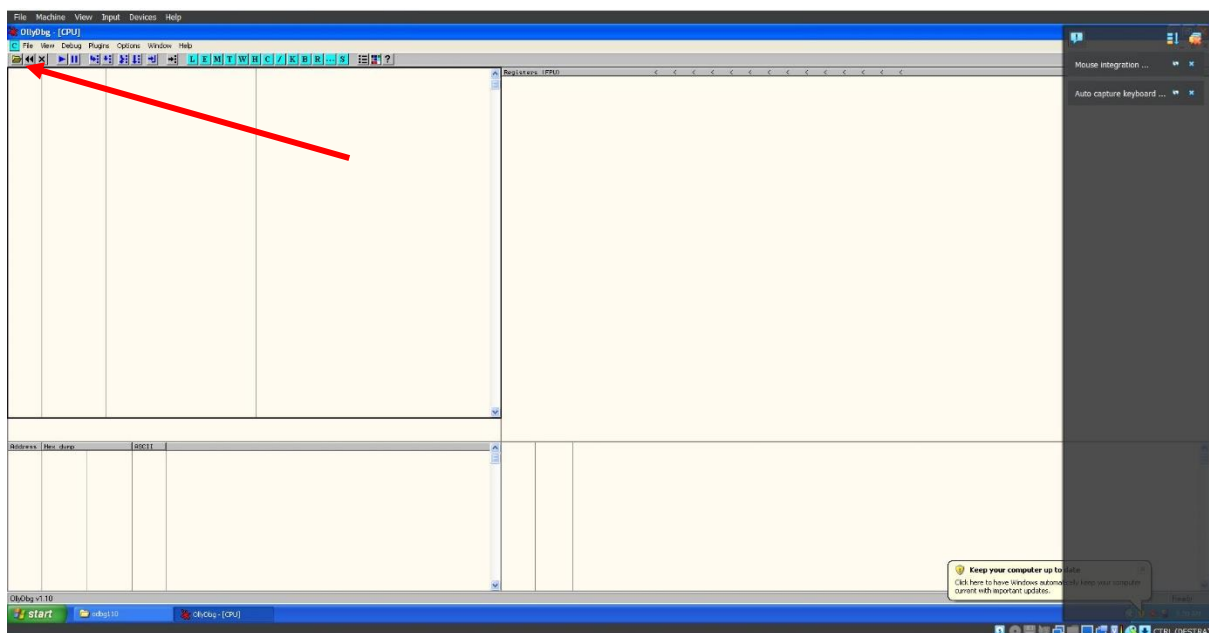 File Machine View Input Devices Help
OllyDbg - [CPU]
C File View Debug Plugins Options Window Help
L E M T W H C / K B R ... S ?
Registers (FPU) < < < < < < < < < < < < < <
Mouse integration ...
Auto capture keyboard ...
Address Hex dump ASCII
Keep your computer up to date
Click here to have Windows automatically keep your computer
current with important updates.
OllyDbg v1.10
Ready
start odbg110 OllyDbg - [CPU]
CTRL (DESTRA)